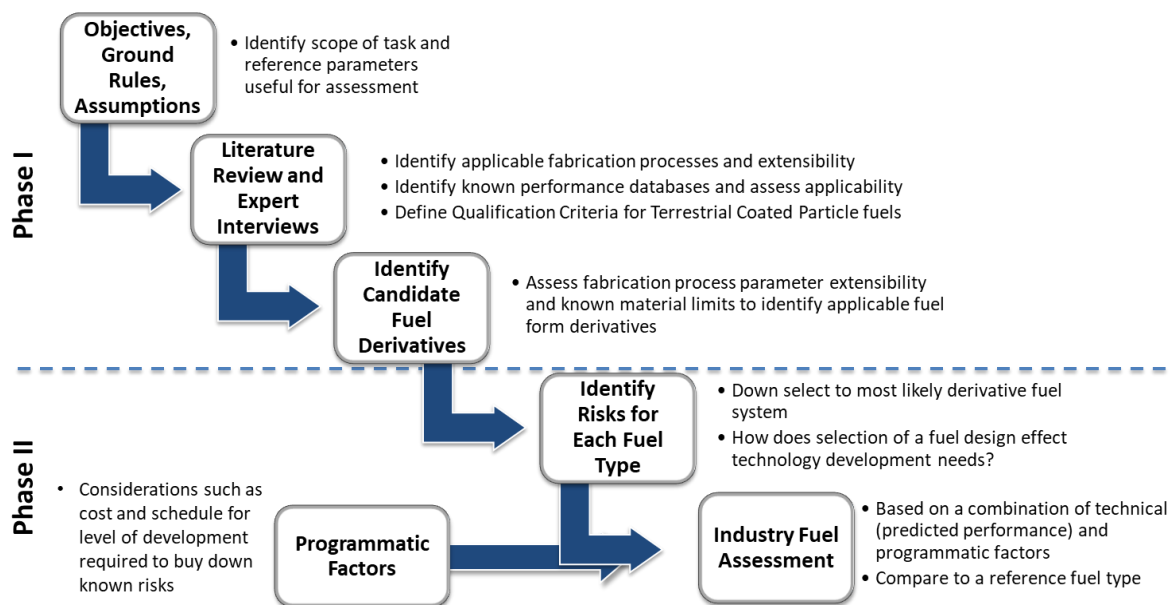 Phase I
Objectives,
Ground
Rules,
Assumptions
• Identify scope of task and
reference parameters
useful for assessment
Literature
Review and
Expert
Interviews
• Identify applicable fabrication processes and extensibility
• Identify known performance databases and assess applicability
• Define Qualification Criteria for Terrestrial Coated Particle fuels
Identify
Candidate
Fuel
Derivatives
• Assess fabrication process parameter extensibility
and known material limits to identify applicable fuel
form derivatives
Phase II
Identify
Risks for
Each Fuel
Type
• Down select to most likely derivative fuel
system
• How does selection of a fuel design effect
technology development needs?
• Considerations such as
cost and schedule for
level of development
required to buy down
known risks
Programmatic
Factors
Industry Fuel
Assessment
• Based on a combination of technical
(predicted performance) and
programmatic factors
• Compare to a reference fuel type